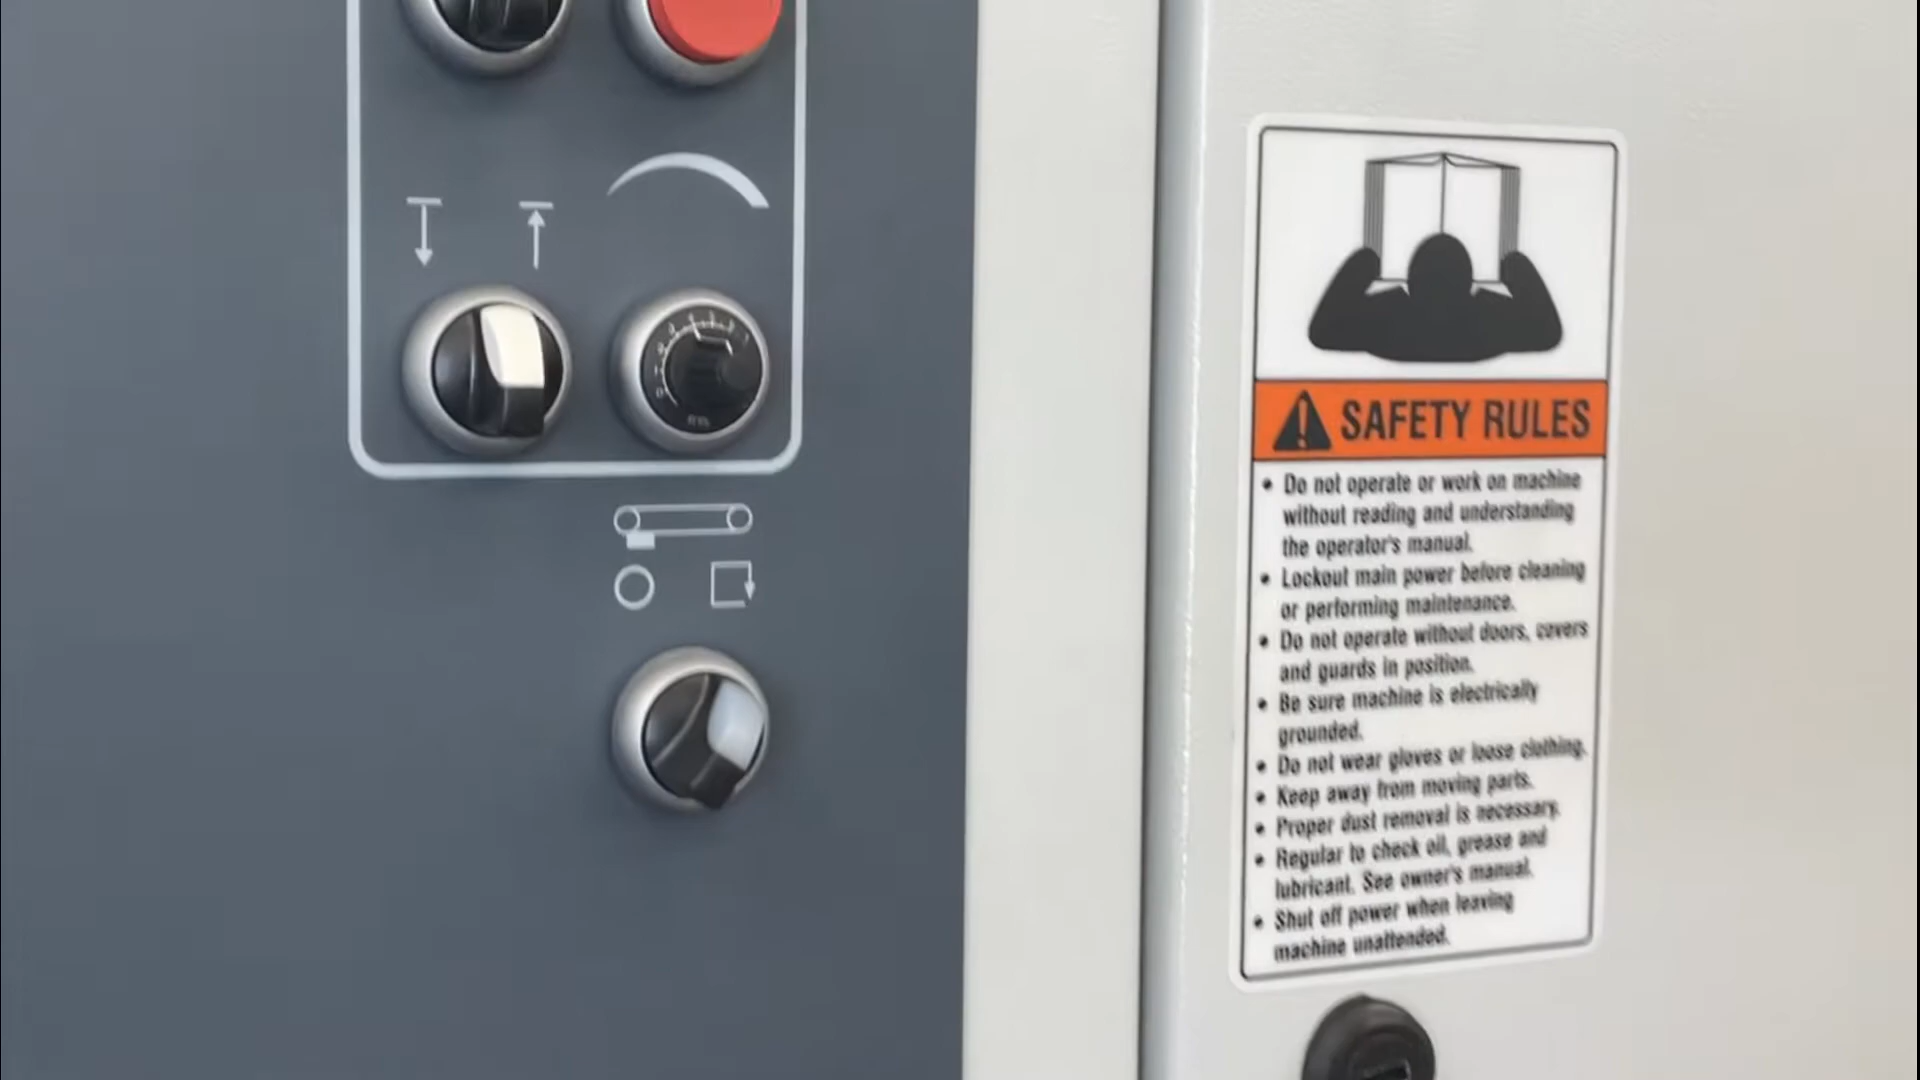 SAFETY RULES
• Do not operate or work on machine
without reading and understanding
the operator's manual.
• Lockout main power before cleaning
or performing maintenance.
• Do not operate without doors, covers
and guards in position.
• Be sure machine is electrically
grounded.
• Do not wear gloves or loose clothing.
• Keep away from moving parts.
• Proper dust removal is necessary.
• Regular to check oil, grease and
lubricant. See owner's manual.
• Shut off power when leaving
machine unattended.